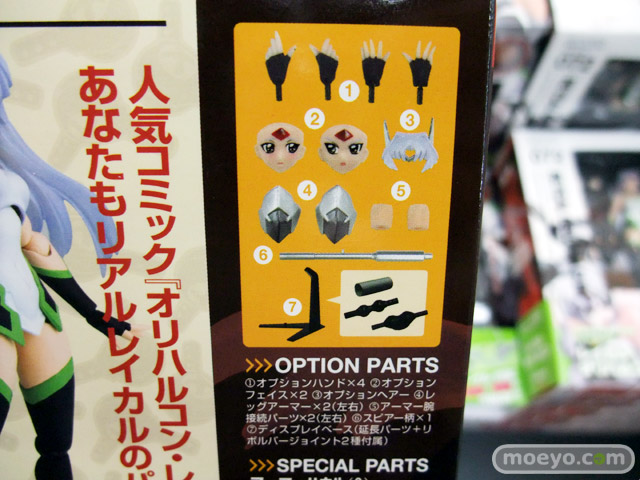 人気コミック『オリハルコン・レ
あなたもリアルレイカルのパ
1
2
3
4
5
6
7
>>> OPTION PARTS
①オプションハンド×4 ②オプション
フェイス×2 ③オプションヘアー ④レ
ッグアーマー×2(左右) ⑤アーマー腕
接続パーツ×2(左右) ⑥スピアー柄×1
⑦ディスプレイベース(延長パーツ+リ
ボルバージョイント2種付属)
>>> SPECIAL PARTS
moeyo.com